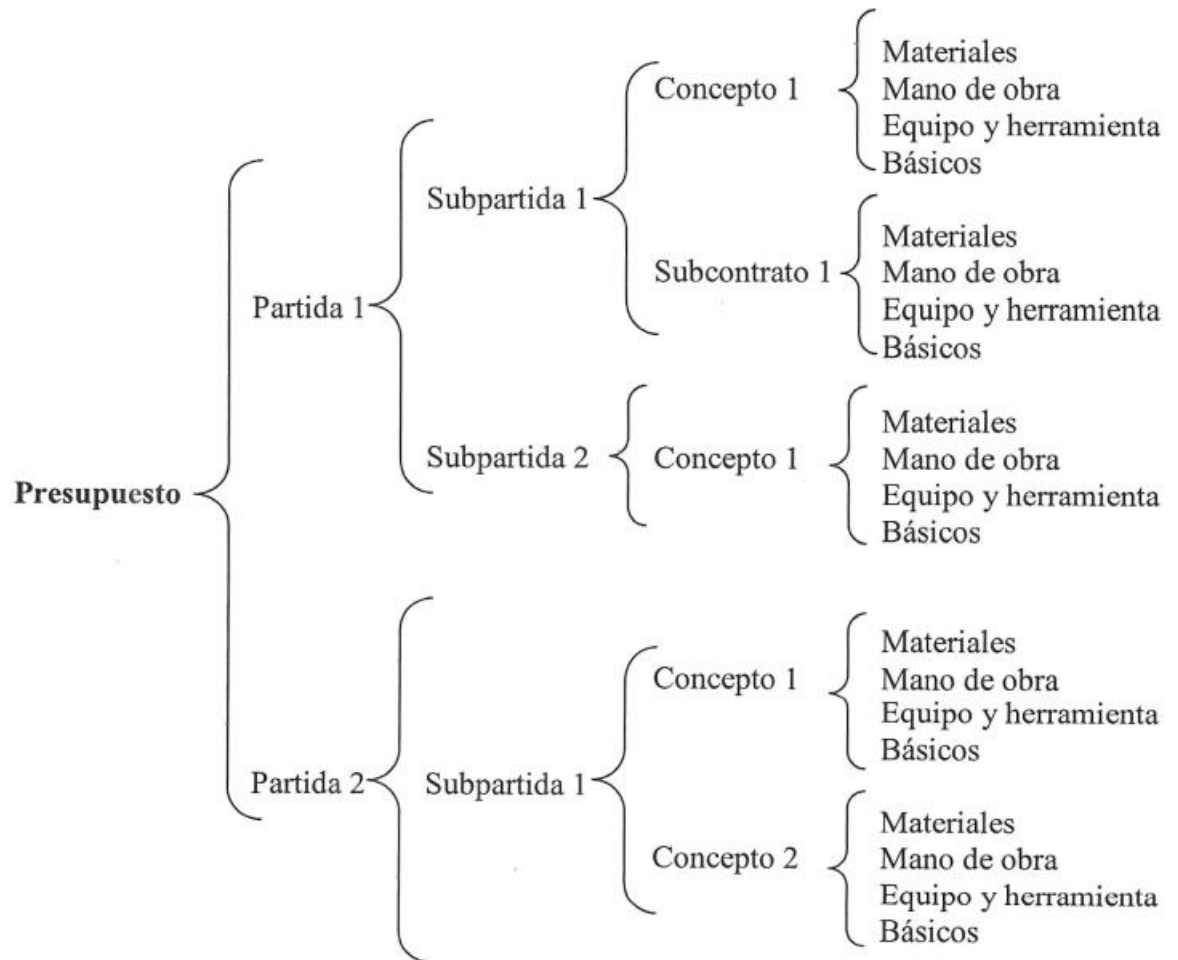 Presupuesto
Partida 1
Subpartida 1
Concepto 1
Materiales
Mano de obra
Equipo y herramienta
Básicos
Subcontrato 1
Materiales
Mano de obra
Equipo y herramienta
Básicos
Subpartida 2
Concepto 1
Materiales
Mano de obra
Equipo y herramienta
Básicos
Partida 2
Subpartida 1
Concepto 1
Materiales
Mano de obra
Equipo y herramienta
Básicos
Concepto 2
Materiales
Mano de obra
Equipo y herramienta
Básicos